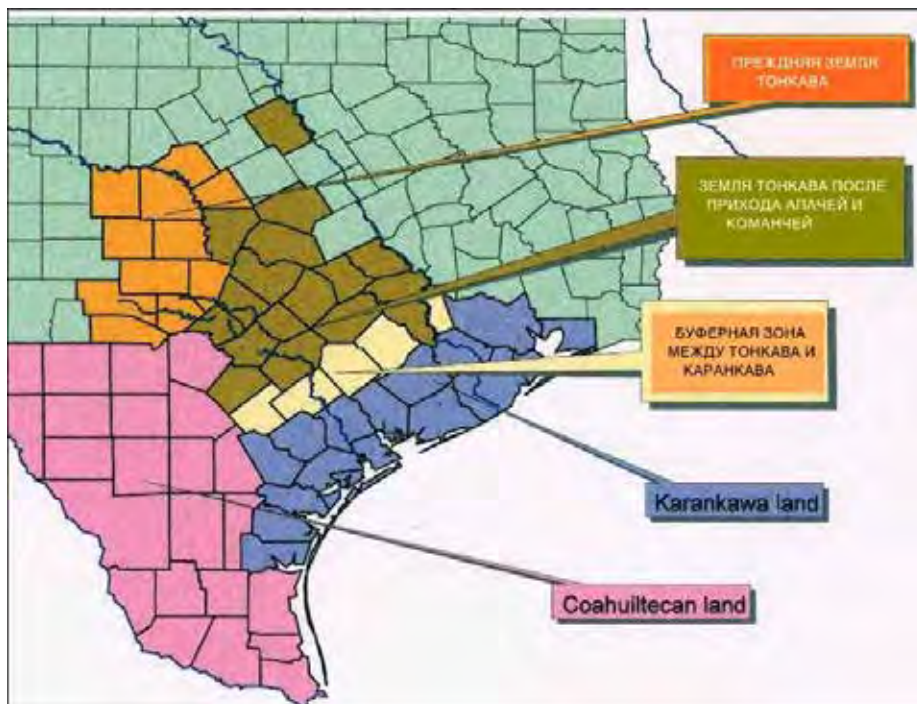 ПРЕЖДНЯЯ ЗЕМЛЯ
ТОНКАВА
ЗЕМЛЯ ТОНКАВА ПОСЛЕ
ПРИХОДА АПАЧЕЙ И
КОМАНЧЕЙ
БУФЕРНАЯ ЗОНА
МЕЖДУ ТОНКАВА И
КАРАНКАВА
Karankawa land
Coahuiltecan land